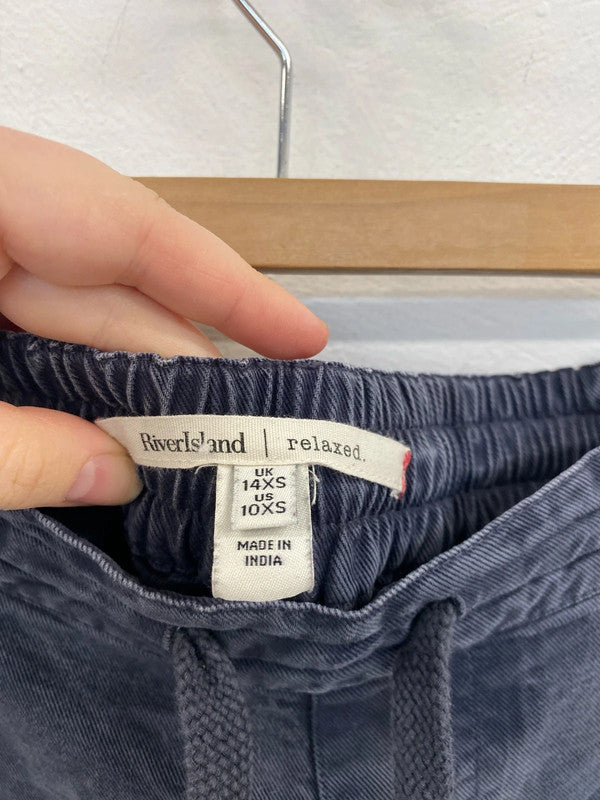 RiverIsland | relaxed.
UK
14XS
US
10XS
MADE IN
INDIA